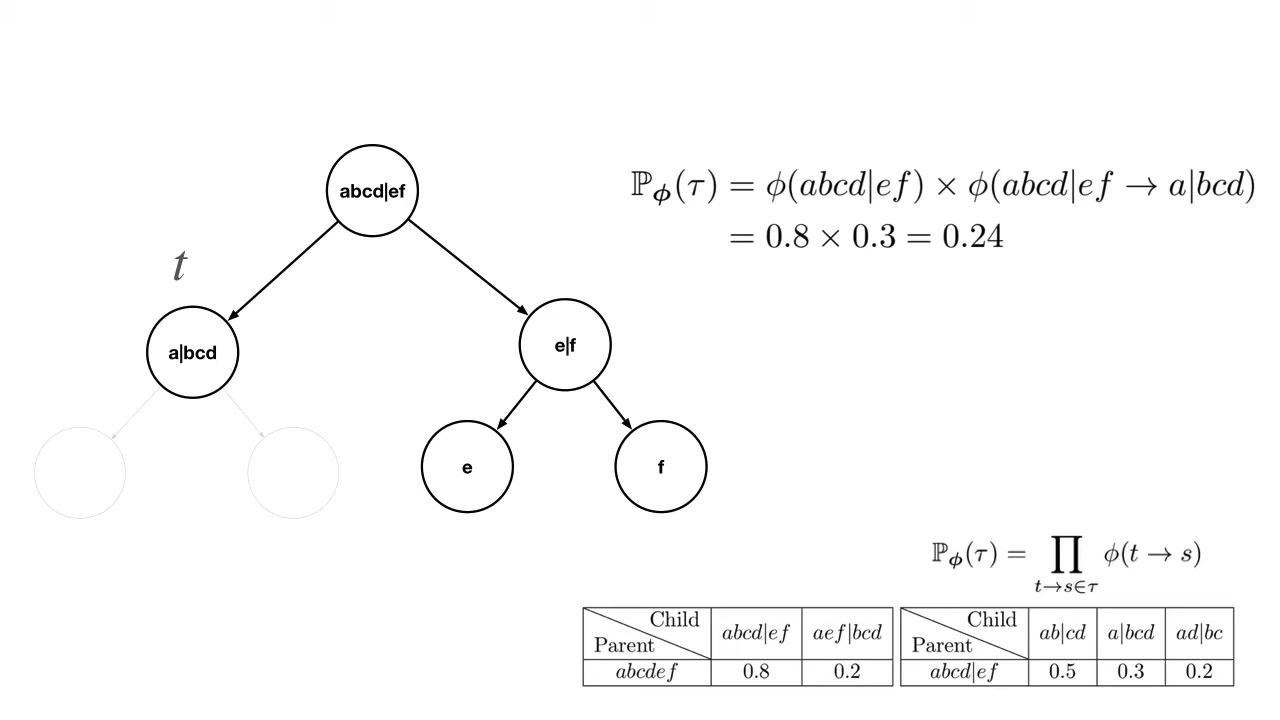 abcd|ef
ℙ_ϕ(τ) = ϕ(abcd|ef) × ϕ(abcd|ef → a|bcd)
= 0.8 × 0.3 = 0.24
t
a|bcd
e|f
e
f
ℙ_ϕ(τ) = ∏_{t→s∈τ} ϕ(t → s)
Child abcd|ef aef|bcd
Parent
abcdef 0.8 0.2
Child ab|cd a|bcd ad|bc
Parent
abcd|ef 0.5 0.3 0.2